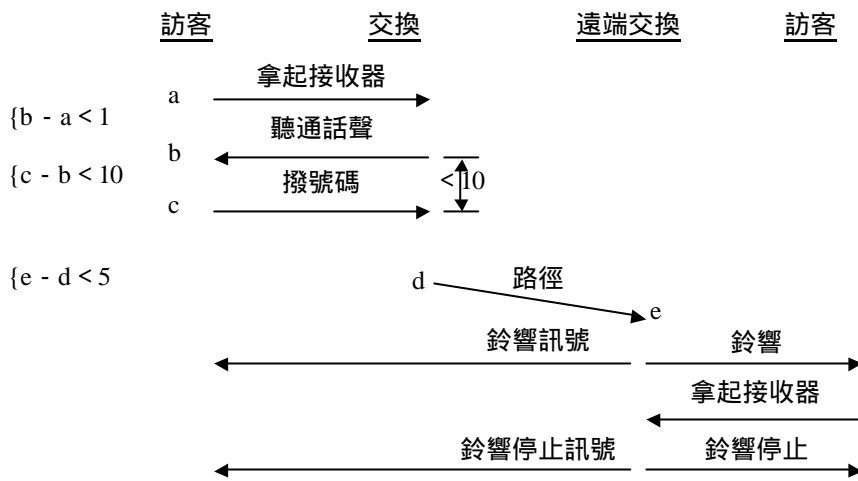 訪客 交換 遠端交換 訪客
拿起接收器
a
{b - a < 1
聽通話聲
b
{c - b < 10
撥號碼
< 10
c
{e - d < 5
d
路徑
e
鈴響訊號 鈴響
拿起接收器
鈴響停止訊號 鈴響停止